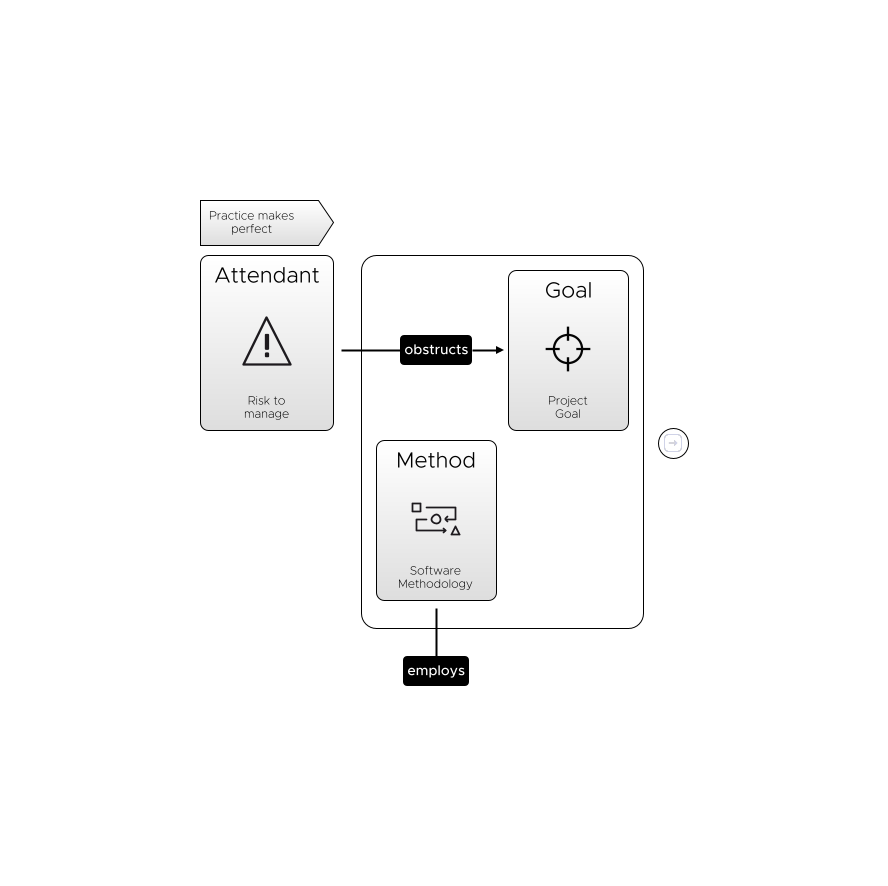 Practice makes
perfect
Attendant
Risk to
manage
obstructs
Goal
Project
Goal
Method
Software
Methodology
employs